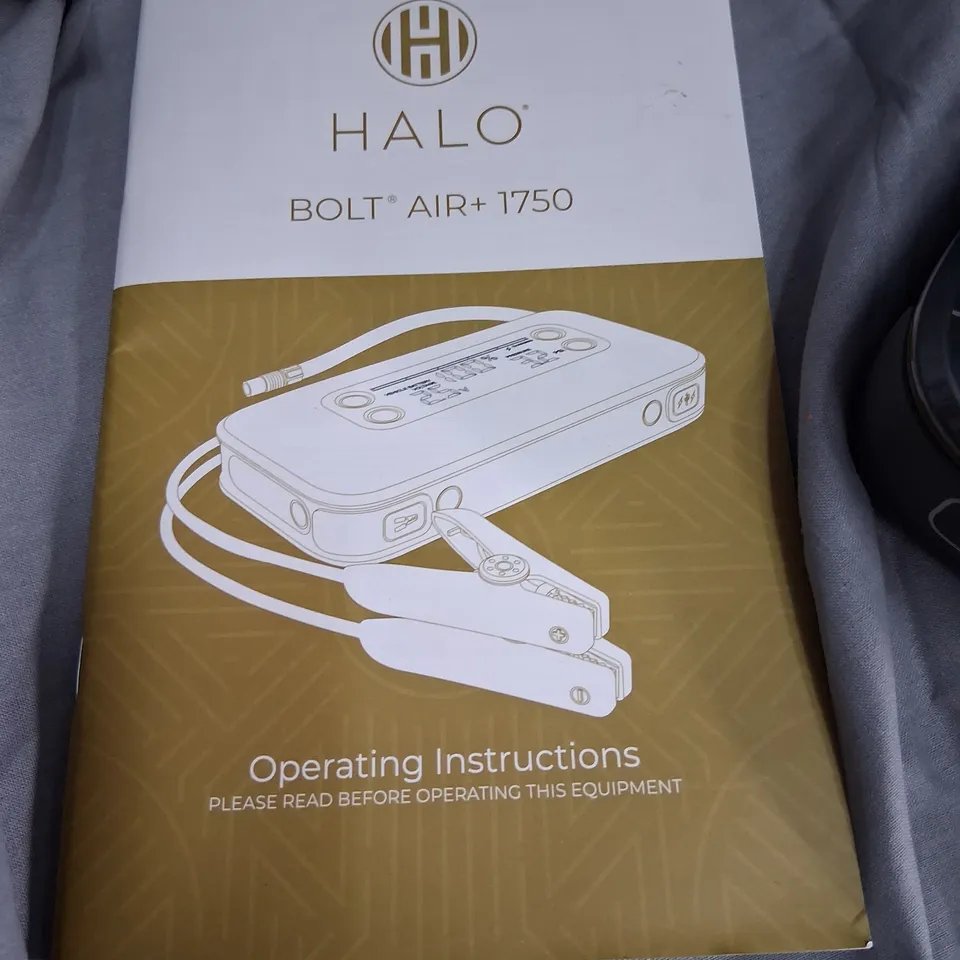 HALO®
BOLT® AIR+ 1750
Operating Instructions
PLEASE READ BEFORE OPERATING THIS EQUIPMENT